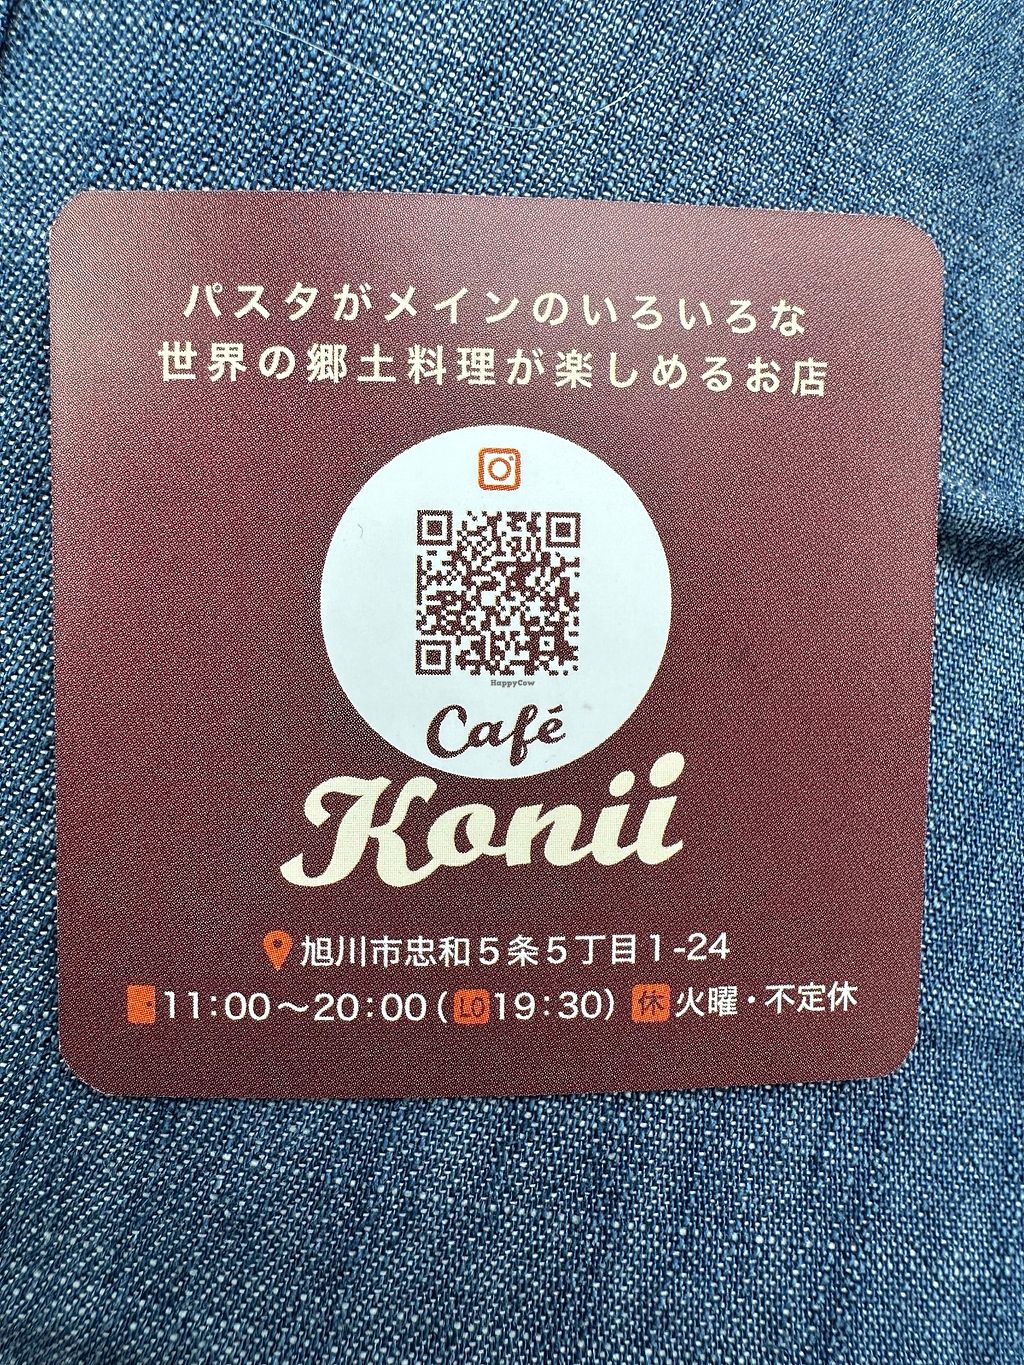 パスタがメインのいろいろな
世界の郷土料理が楽しめるお店
HappyCow
Café
Konii
旭川市忠和5条5丁目1-24
11:00〜20:00(LO19:30) 休火曜・不定休